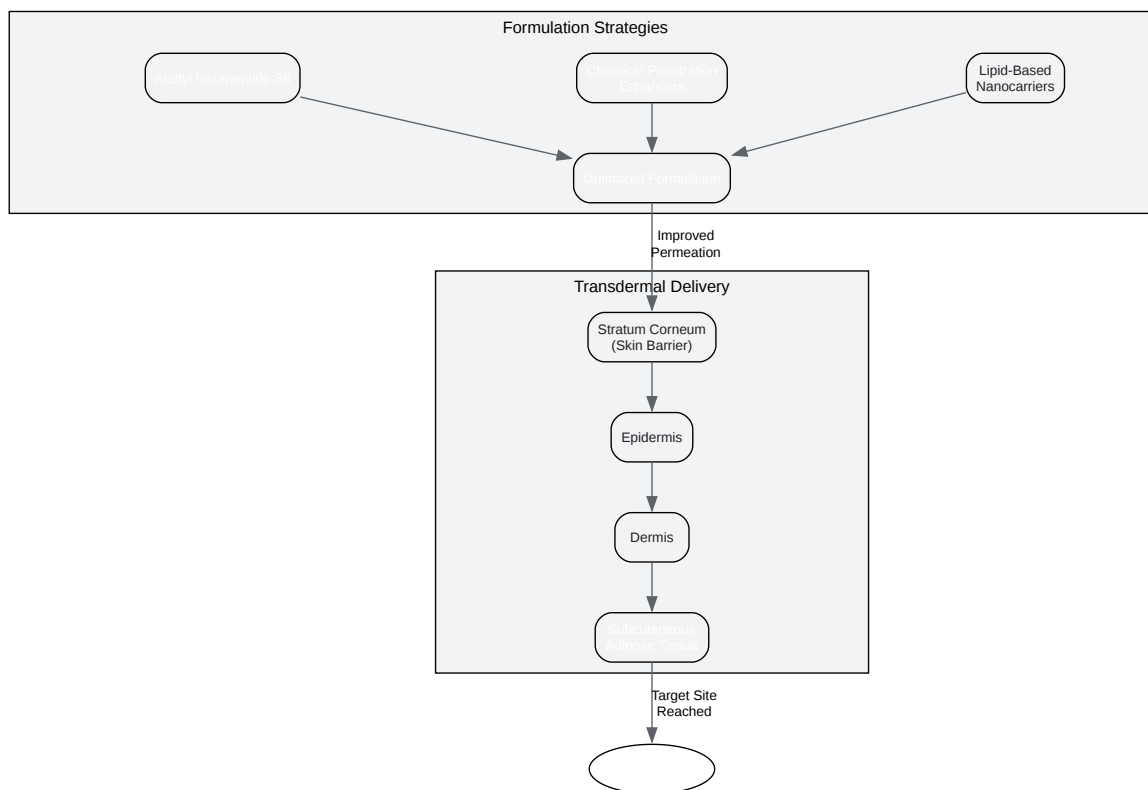 Formulation Strategies
Acetyl hexapeptide-39
Chemical Penetration
Enhancers
Lipid-Based
Nanocarriers
Optimized Formulation
Improved
Permeation
Transdermal Delivery
Stratum Corneum
(Skin Barrier)
Epidermis
Dermis
Subcutaneous
Adipose Tissue
Target Site
Reached